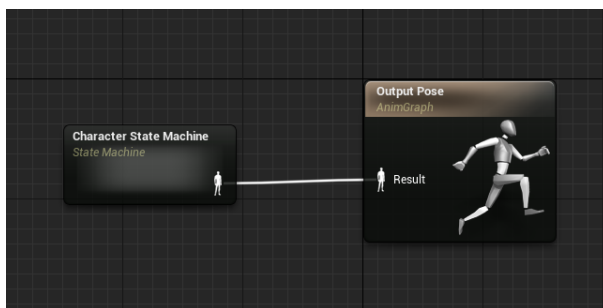 Character State Machine
State Machine
Output Pose
AnimGraph
Result